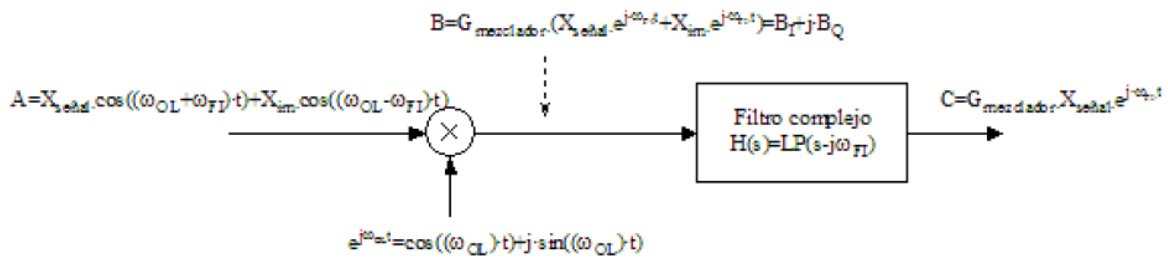 B=G_mezclador.(X_señal.e^j·ω_FI.t+X_im.e^j·ω_FI.t)=B_I+j·B_Q
A=X_señal.cos((ω_OL+ω_FI)·t)+X_im.cos((ω_OL-ω_FI)·t)
C=G_mezclador.X_señal.e^j·ω_FI.t
×
Filtro complejo
H(s)=LP(s-jω_FI)
e^jω_OL.t=cos((ω_OL)·t)+j·sin((ω_OL)·t)